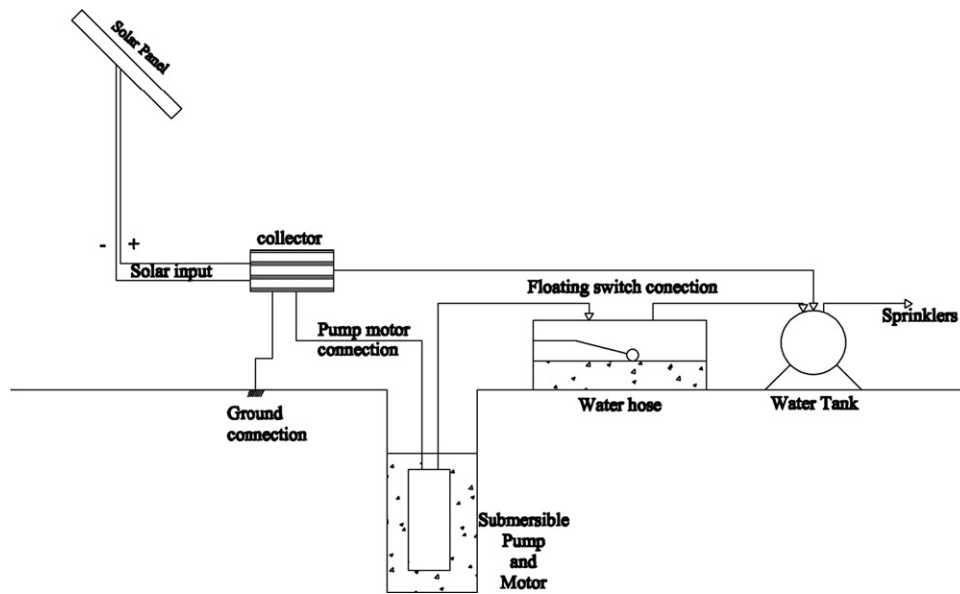 Solar Panel
- +
collector
Solar input
Floating switch conection
Sprinklers
Pump motor
connection
Water hose
Water Tank
Ground
connection
Submersible
Pump
and
Motor